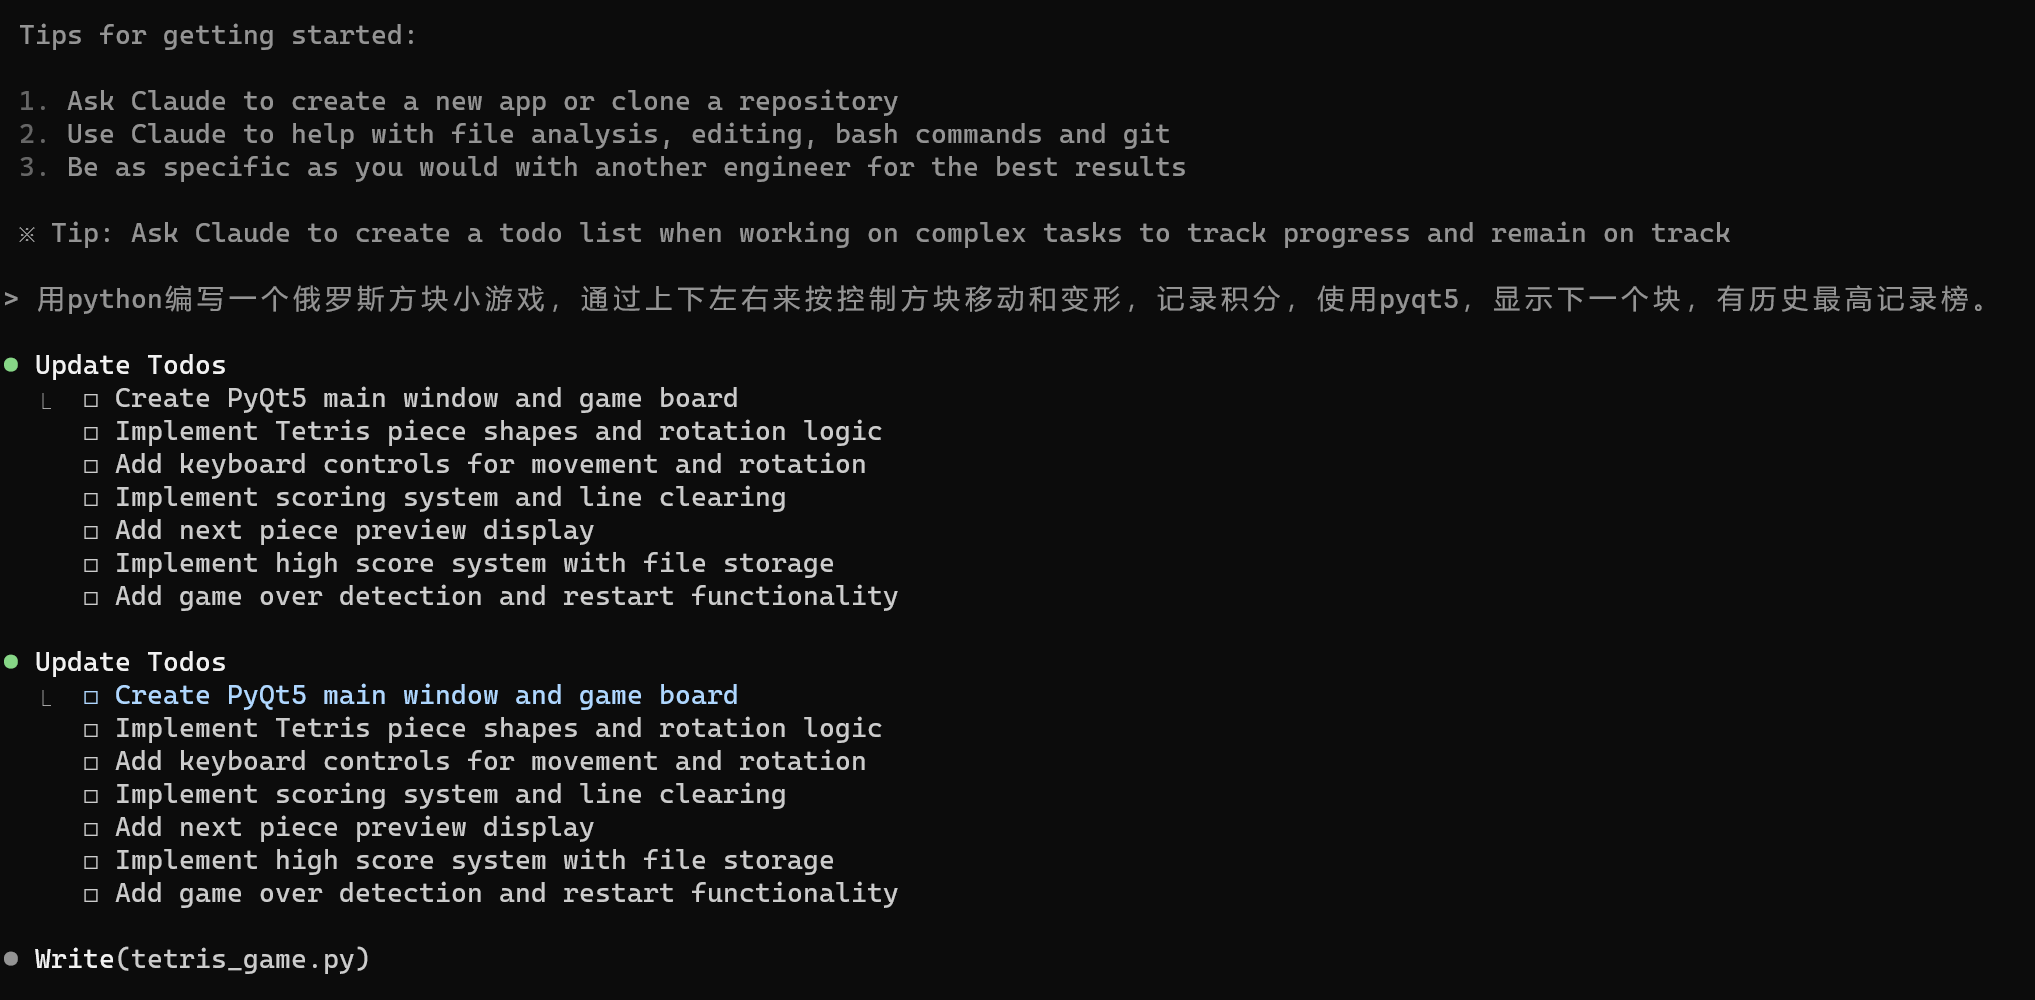 Tips for getting started:
1. Ask Claude to create a new app or clone a repository
2. Use Claude to help with file analysis, editing, bash commands and git
3. Be as specific as you would with another engineer for the best results
※ Tip: Ask Claude to create a todo list when working on complex tasks to track progress and remain on track
> 用python编写一个俄罗斯方块小游戏，通过上下左右来按控制方块移动和变形，记录积分，使用pyqt5，显示下一个块，有历史最高记录榜。
● Update Todos
⎿ ☐ Create PyQt5 main window and game board
☐ Implement Tetris piece shapes and rotation logic
☐ Add keyboard controls for movement and rotation
☐ Implement scoring system and line clearing
☐ Add next piece preview display
☐ Implement high score system with file storage
☐ Add game over detection and restart functionality
● Update Todos
⎿ ☐ Create PyQt5 main window and game board
☐ Implement Tetris piece shapes and rotation logic
☐ Add keyboard controls for movement and rotation
☐ Implement scoring system and line clearing
☐ Add next piece preview display
☐ Implement high score system with file storage
☐ Add game over detection and restart functionality
● Write(tetris_game.py)